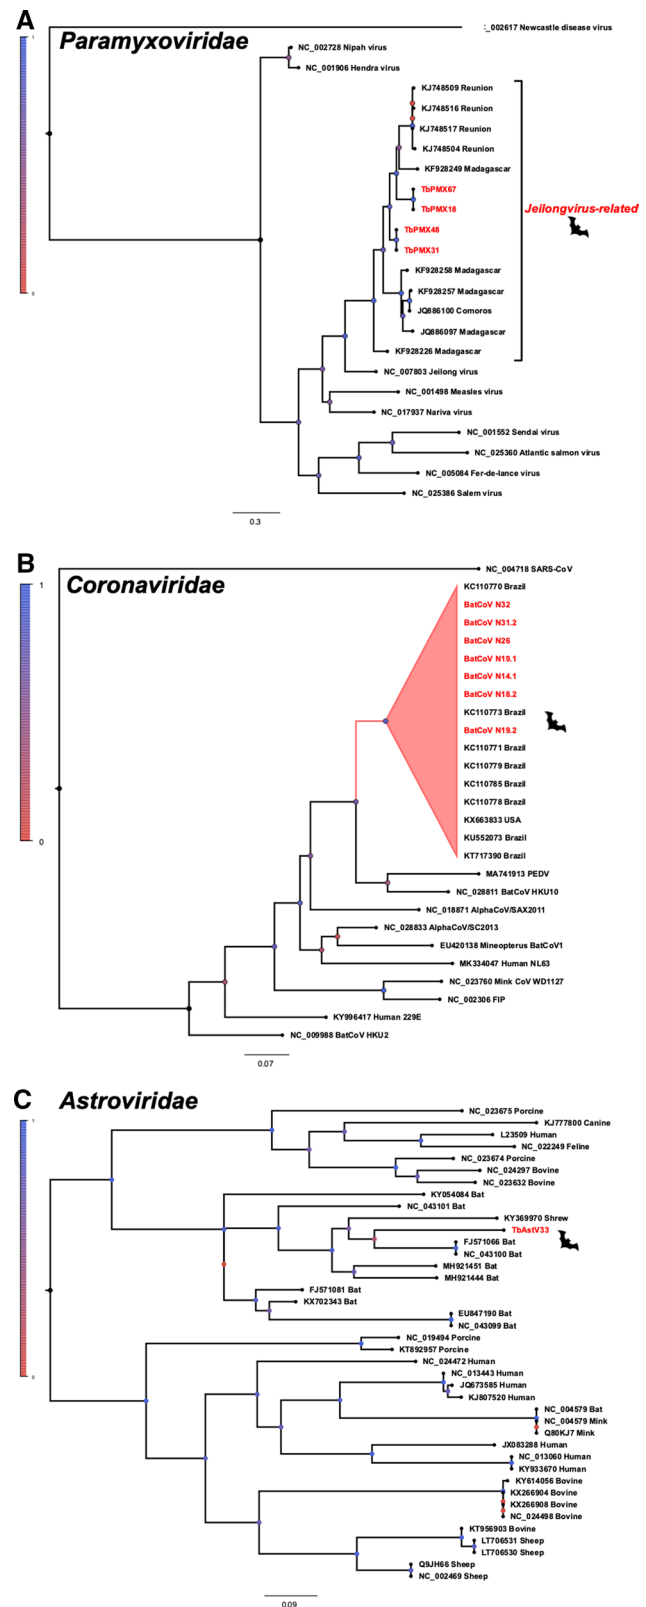 A
Paramyxoviridae
:_002617 Newcastle disease virus
1
NC_002728 Nipah virus
NC_001906 Hendra virus
KJ748509 Reunion
KJ748516 Reunion
KJ748517 Reunion
KJ748504 Reunion
KF928249 Madagascar
TbPMX67
TbPMX18
Jeilongvirus-related
TbPMX48
TbPMX31
KF928258 Madagascar
KF928257 Madagascar
0
JQ886100 Comoros
JQ886097 Madagascar
KF928226 Madagascar
NC_007803 Jeilong virus
NC_001498 Measles virus
NC_017937 Nariva virus
NC_001552 Sendai virus
NC_025360 Atlantic salmon virus
NC_005084 Fer-de-lance virus
NC_025386 Salem virus
0.3
B
Coronaviridae
NC_004718 SARS-CoV
1
KC110770 Brazil
BatCoV N32
BatCoV N31.2
BatCoV N26
BatCoV N19.1
BatCoV N14.1
BatCoV N18.2
KC110773 Brazil
BatCoV N19.2
KC110771 Brazil
KC110779 Brazil
KC110785 Brazil
KC110778 Brazil
KX663833 USA
0
KU552073 Brazil
KT717390 Brazil
MA741913 PEDV
NC_028811 BatCoV HKU10
NC_018871 AlphaCoV/SAX2011
NC_028833 AlphaCoV/SC2013
EU420138 Mineopterus BatCoV1
MK334047 Human NL63
NC_023760 Mink CoV WD1127
NC_002306 FIP
KY996417 Human 229E
NC_009988 BatCoV HKU2
0.07
C
Astroviridae
NC_023675 Porcine
1
KJ777800 Canine
L23509 Human
NC_022249 Feline
NC_023674 Porcine
NC_024297 Bovine
NC_023632 Bovine
KY054084 Bat
NC_043101 Bat
KY369970 Shrew
TbAstV33
FJ571066 Bat
NC_043100 Bat
MH921451 Bat
MH921444 Bat
FJ571081 Bat
KX702343 Bat
EU847190 Bat
NC_043099 Bat
NC_019494 Porcine
KT892957 Porcine
NC_024472 Human
0
NC_013443 Human
JQ673585 Human
KJ807520 Human
NC_004579 Bat
NC_004579 Mink
Q80KJ7 Mink
JX083288 Human
NC_013060 Human
KY933670 Human
KY614056 Bovine
KX266904 Bovine
KX266908 Bovine
NC_024498 Bovine
KT956903 Bovine
LT706531 Sheep
LT706530 Sheep
Q9JH66 Sheep
NC_002469 Sheep
0.09